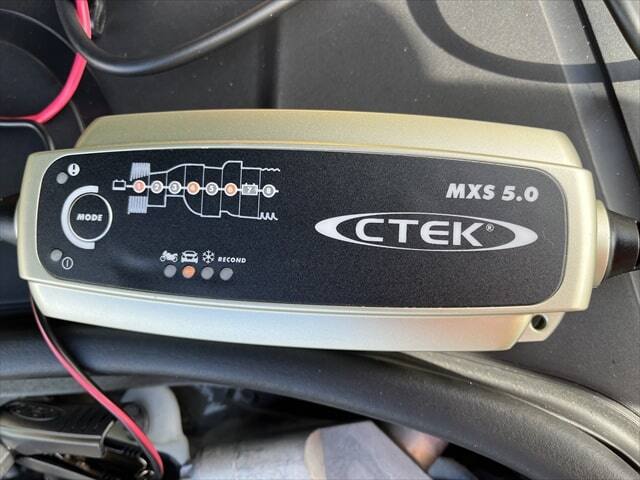 MXS 5.0
1 2 3 4 5 6 7 8
MODE
CTEK®
RECOND